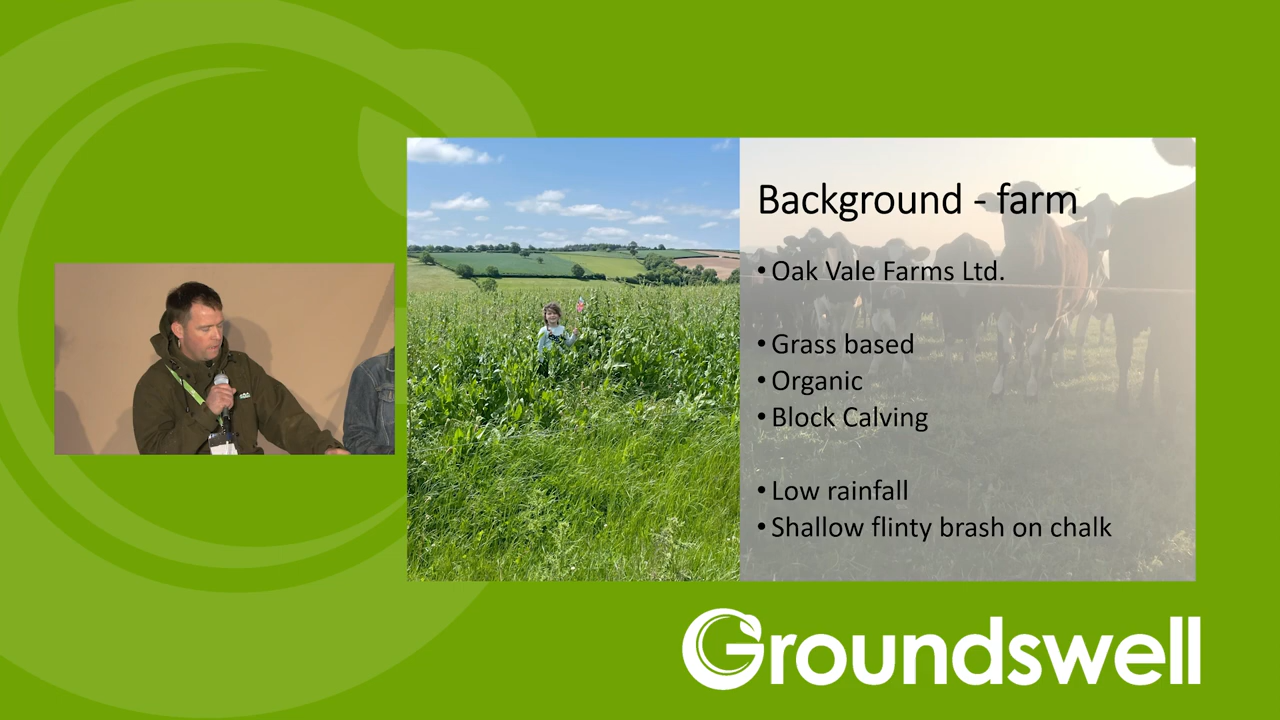 Background - farm
• Oak Vale Farms Ltd.
• Grass based
• Organic
• Block Calving
• Low rainfall
• Shallow flinty brash on chalk
Groundswell